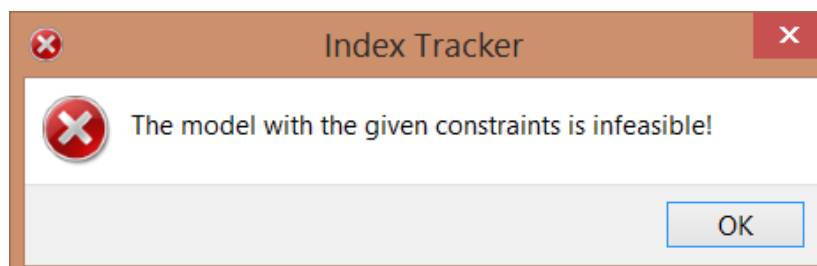 Index Tracker
The model with the given constraints is infeasible!
OK